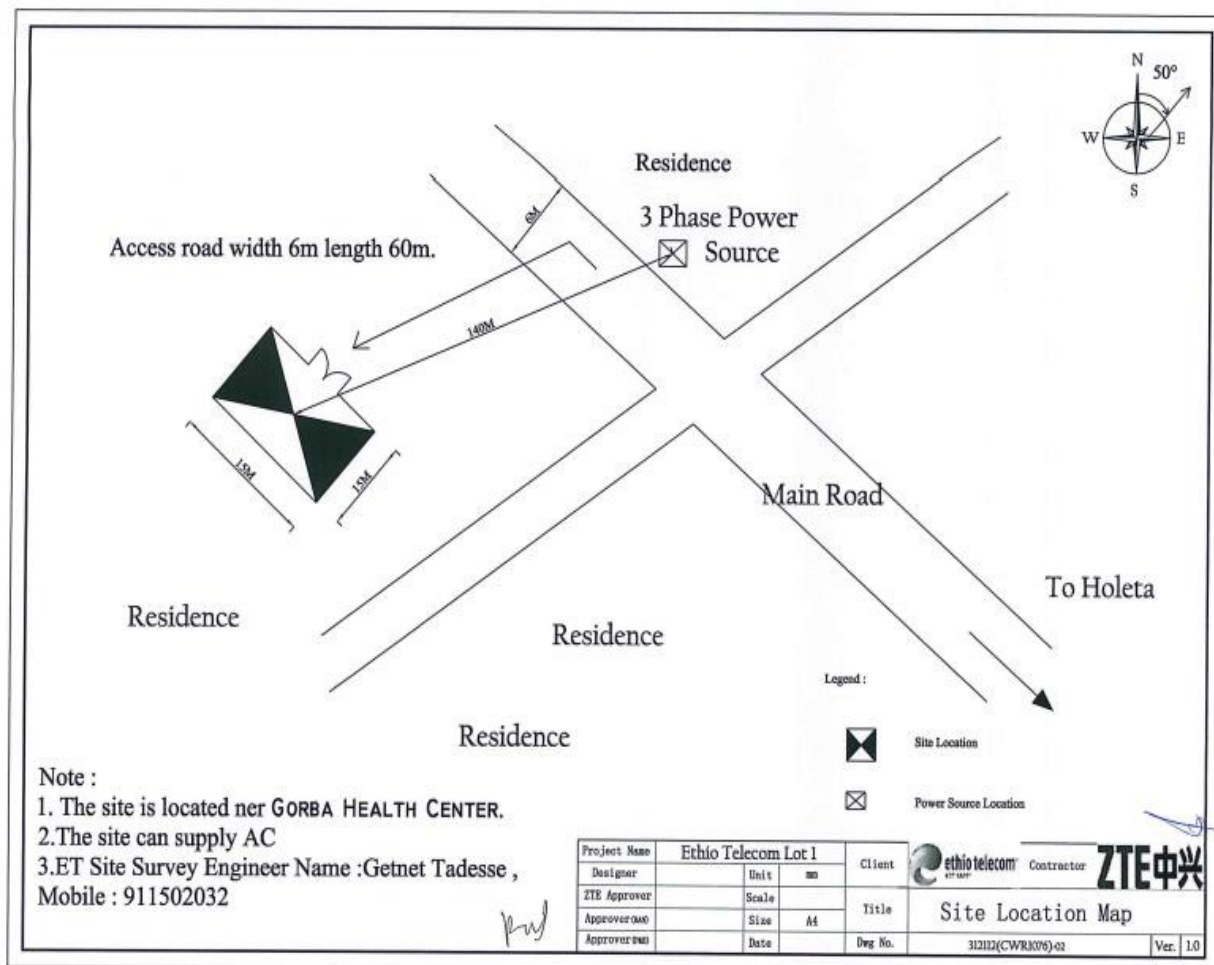 N
50°
W
E
S
Residence
6M
3 Phase Power
Source
Access road width 6m length 60m.
140M
15M
15M
Main Road
To Holeta
Residence
Residence
Residence
Legend :
Site Location
Power Source Location
Note :
1. The site is located ner GORBA HEALTH CENTER.
2.The site can supply AC
3.ET Site Survey Engineer Name :Getnet Tadesse ,
Mobile : 911502032
Project Name Ethio Telecom Lot 1 Client ethio telecom Contractor ZTE中兴
Designer Unit
ZTE Approver Scale Title Site Location Map
Approver Size A4
Approver Date Dwg No. Ver. 1.0